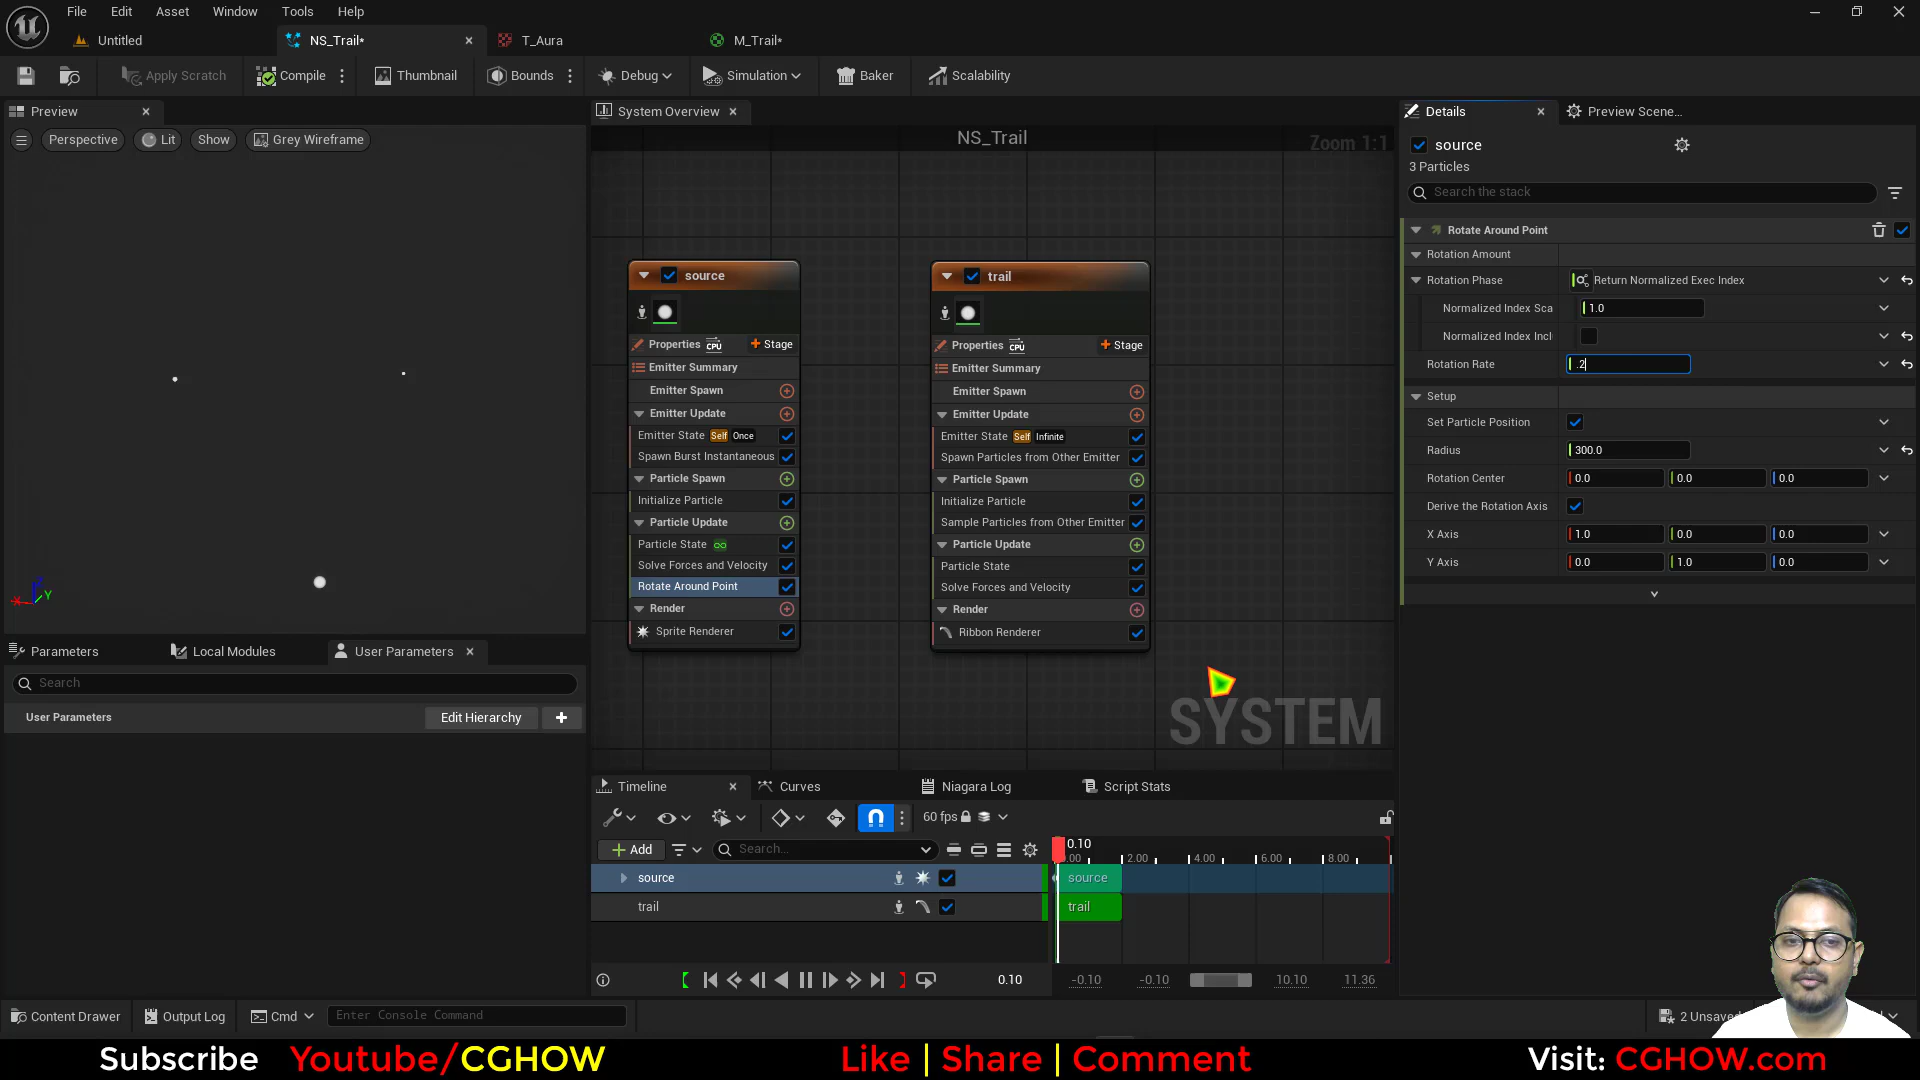 File Edit Asset Window Tools Help
Untitled NS_Trail* T_Aura M_Trail*
Apply Scratch Compile Thumbnail Bounds Debug Simulation Baker Scalability
Preview
Perspective Lit Show Grey Wireframe
X Y
Parameters Local Modules User Parameters
Search
User Parameters Edit Hierarchy
System Overview
NS_Trail Zoom 1:1
source
Properties CPU Stage
Emitter Summary
Emitter Spawn
Emitter Update
Emitter State Self Once
Spawn Burst Instantaneous
Particle Spawn
Initialize Particle
Particle Update
Particle State
Solve Forces and Velocity
Rotate Around Point
Render
Sprite Renderer
trail
Properties CPU Stage
Emitter Summary
Emitter Spawn
Emitter Update
Emitter State Self Infinite
Spawn Particles from Other Emitter
Particle Spawn
Initialize Particle
Sample Particles from Other Emitter
Particle Update
Particle State
Solve Forces and Velocity
Render
Ribbon Renderer
SYSTEM
Timeline Curves Niagara Log Script Stats
60 fps
Add Search... 0.10
.00 2.00 4.00 6.00 8.00
source source
trail trail
0.10 -0.10 -0.10 10.10 11.36
Details Preview Scene...
source
3 Particles
Search the stack
Rotate Around Point
Rotation Amount
Rotation Phase Return Normalized Exec Index
Normalized Index Sca 1.0
Normalized Index Incl
Rotation Rate .2
Setup
Set Particle Position
Radius 300.0
Rotation Center 0.0 0.0 0.0
Derive the Rotation Axis
X Axis 1.0 0.0 0.0
Y Axis 0.0 1.0 0.0
Content Drawer Output Log Cmd Enter Console Command 2 Unsave
Subscribe Youtube/CGHOW Like | Share | Comment Visit: CGHOW.com